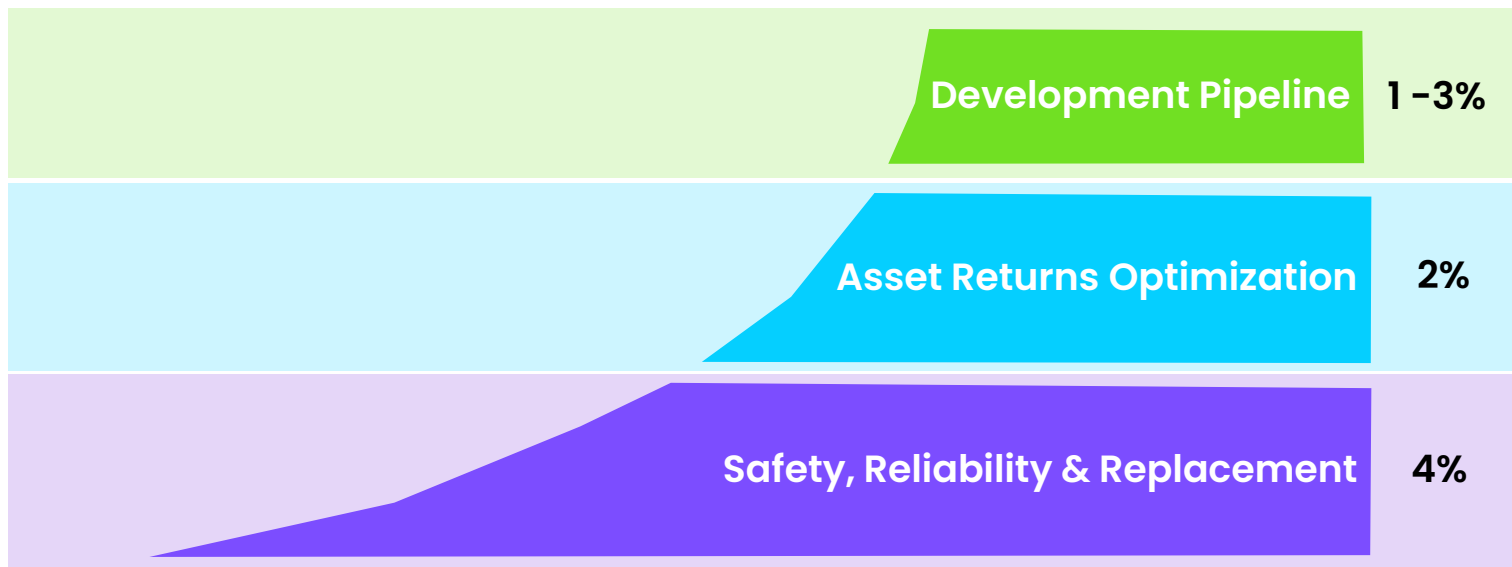 Development Pipeline 1 -3%
Asset Returns Optimization 2%
Safety, Reliability & Replacement 4%